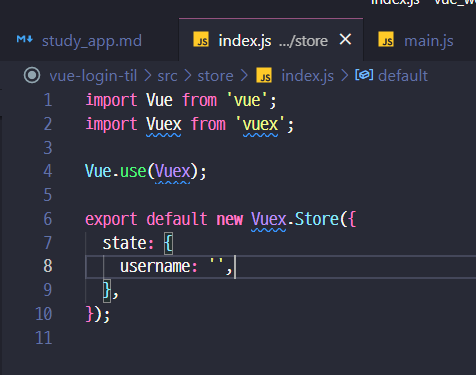 index.js - vue_w
study_app.md
JS index.js .../store ×
JS main.js
vue-login-til > src > store > JS index.js > default
1 import Vue from 'vue';
2 import Vuex from 'vuex';
3
4 Vue.use(Vuex);
5
6 export default new Vuex.Store({
7 state: {
8 username: '',
9 },
10 });
11